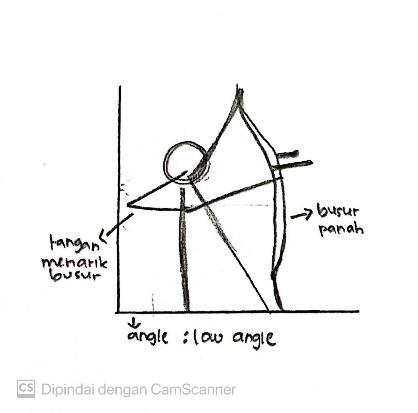 busur
panah
tangan
menarik
busur
angle : low angle
CS Dipindai dengan CamScanner